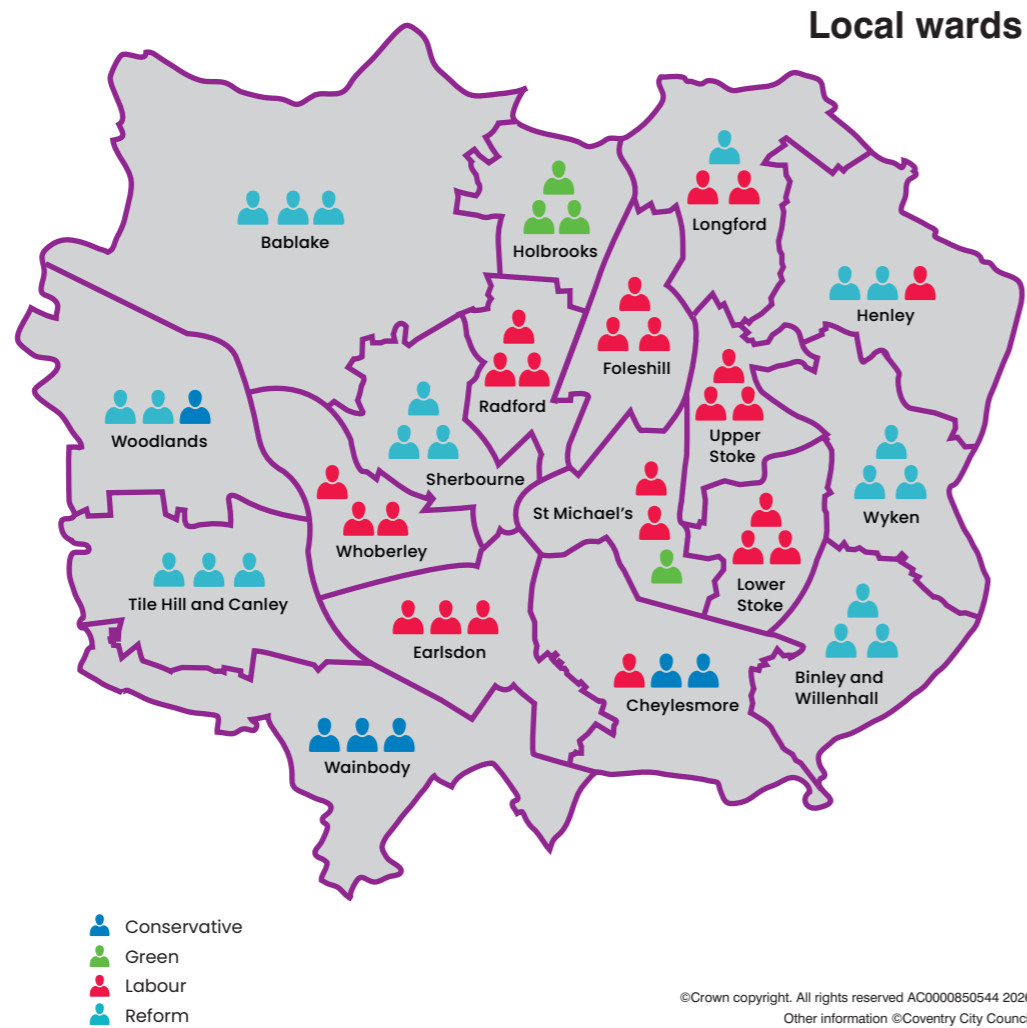 Local wards
Bablake
Holbrooks
Longford
Henley
Woodlands
Radford
Foleshill
Sherbourne
Upper
Stoke
Wyken
Whoberley
St Michael's
Lower
Stoke
Tile Hill and Canley
Earlsdon
Cheylesmore
Binley and
Willenhall
Wainbody
Conservative
Green
Labour
Reform
©Crown copyright. All rights reserved AC0000850544 2026
Other information ©Coventry City